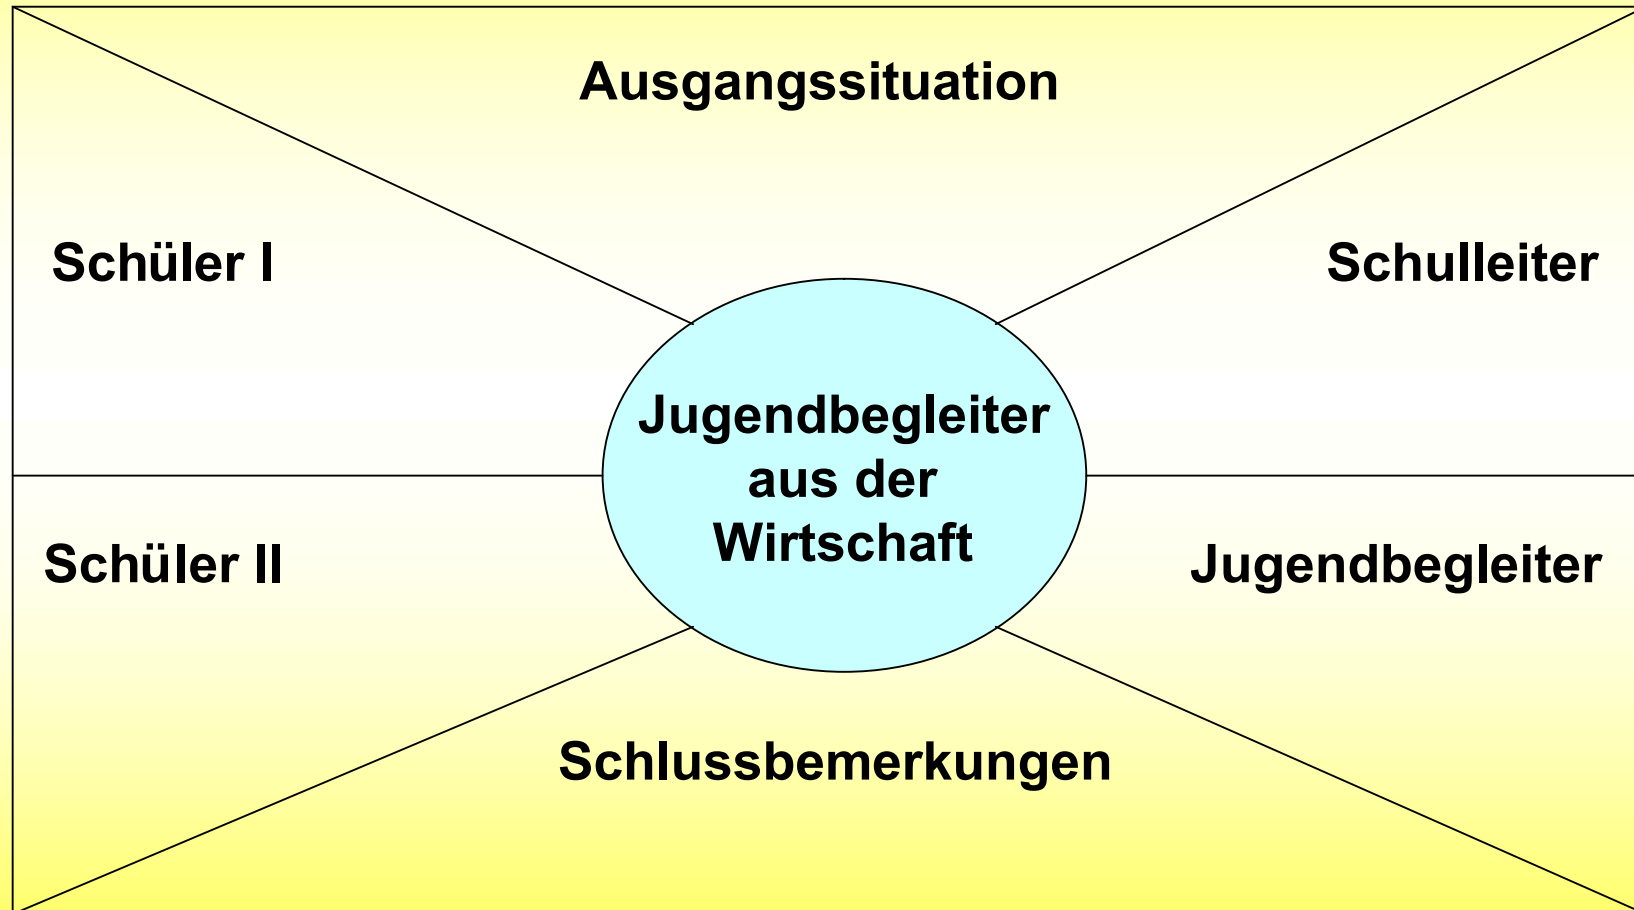 Ausgangssituation
Schüler I
Schulleiter
Jugendbegleiter
aus der
Wirtschaft
Schüler II
Jugendbegleiter
Schlussbemerkungen